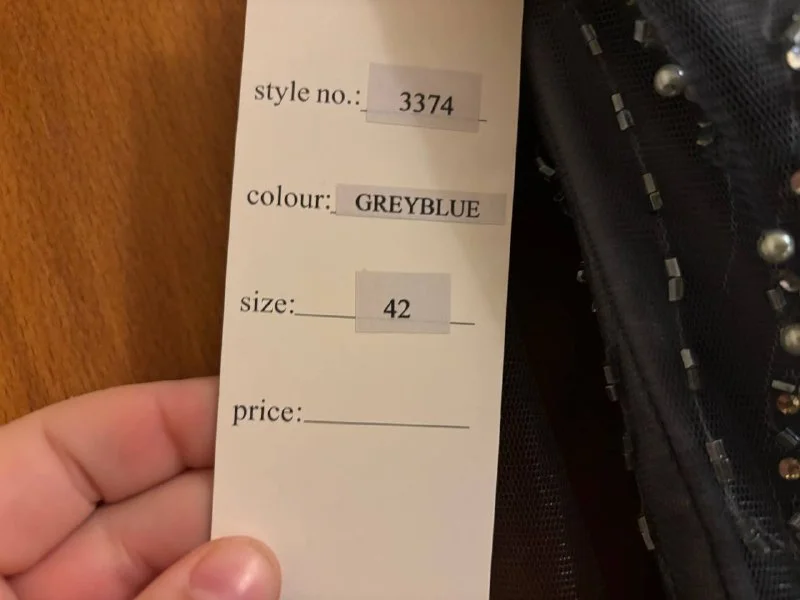 style no.: 3374
colour: GREYBLUE
size: 42
price: